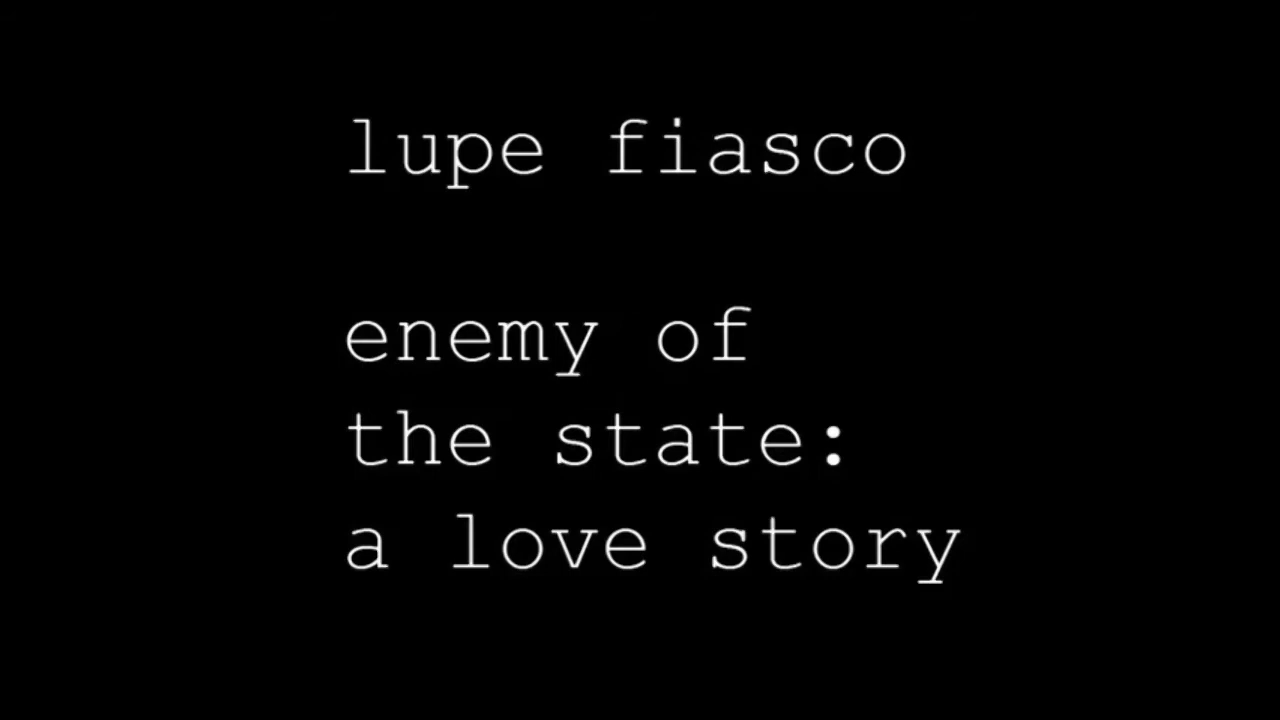 lupe fiasco
enemy of
the state:
a love story